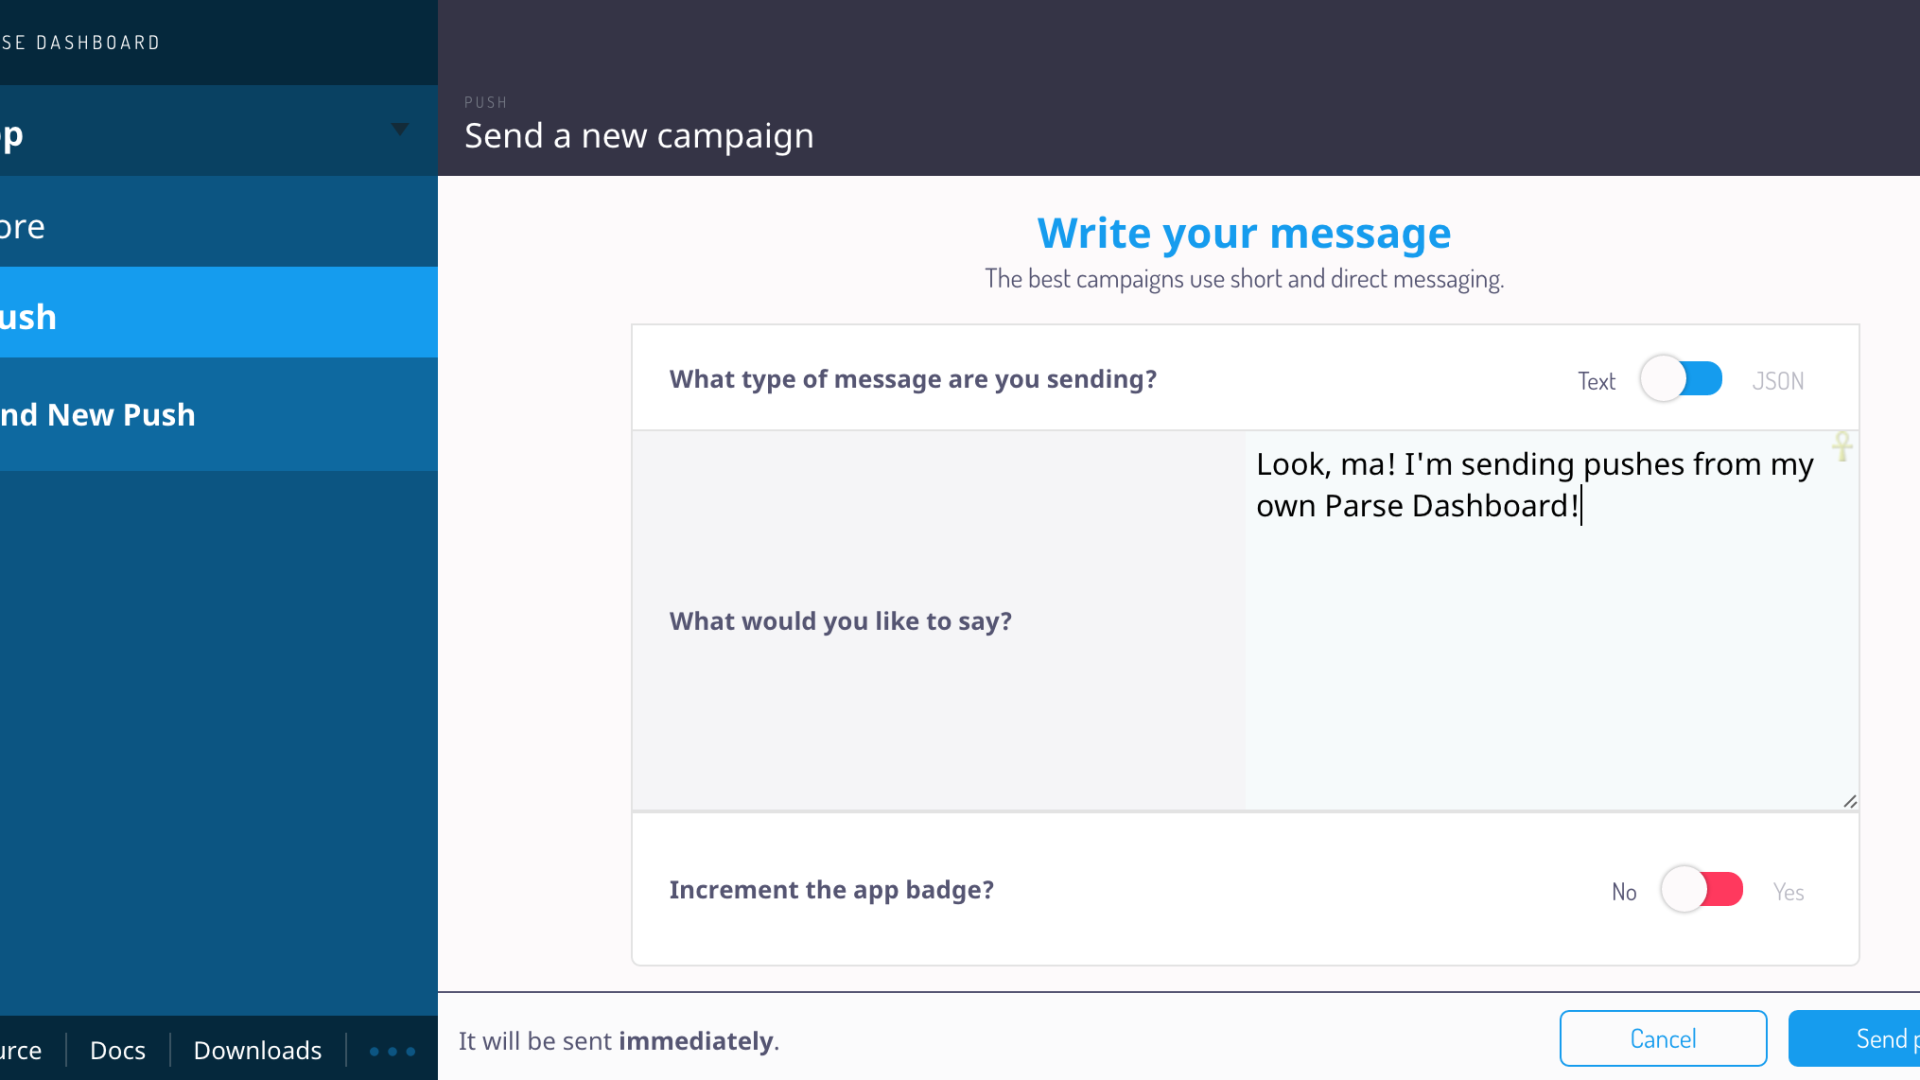 SE DASHBOARD
PUSH
Send a new campaign
Write your message
The best campaigns use short and direct messaging.
What type of message are you sending?
Text
JSON
Look, ma! I'm sending pushes from my
own Parse Dashboard!
What would you like to say?
Increment the app badge?
No
Yes
It will be sent immediately.
Cancel
Send p
op
ore
ush
nd New Push
urce
Docs
Downloads